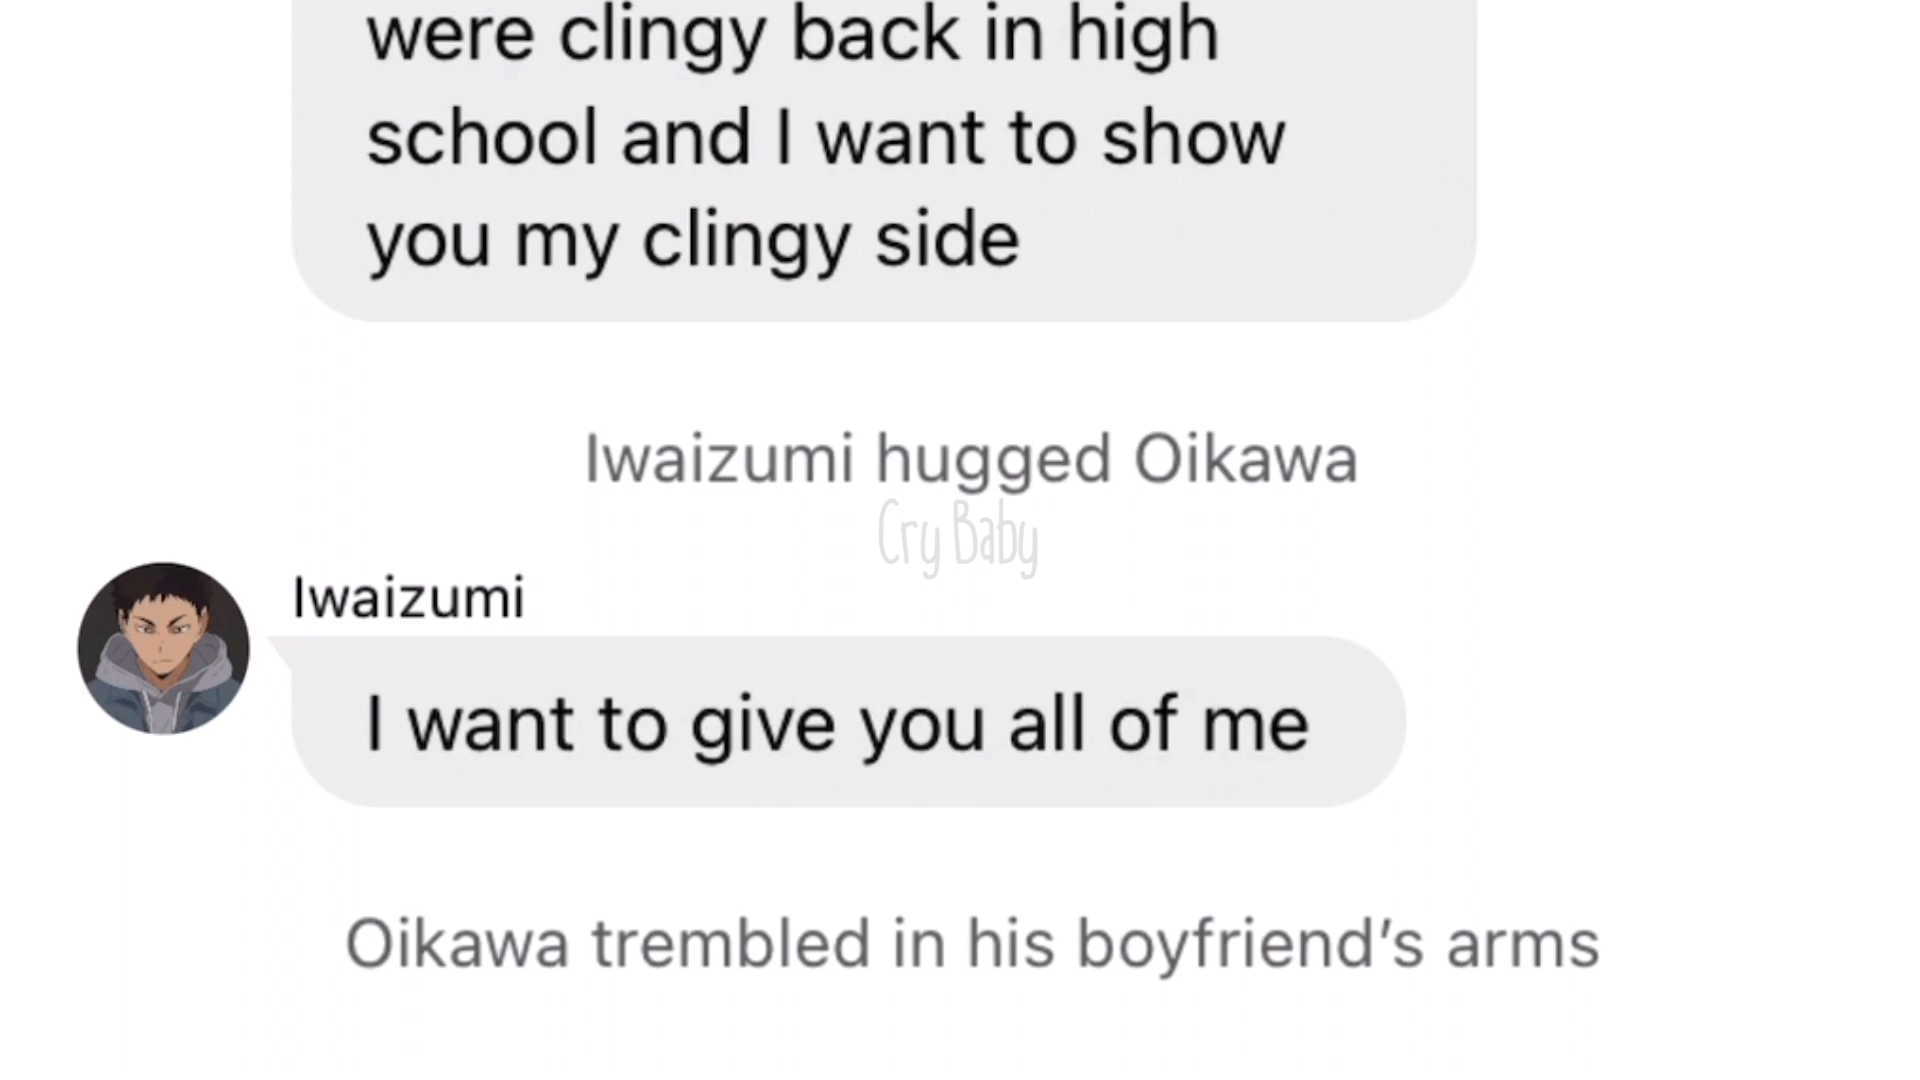 were clingy back in high
school and I want to show
you my clingy side
Iwaizumi hugged Oikawa
Cry Baby
Iwaizumi
I want to give you all of me
Oikawa trembled in his boyfriend’s arms